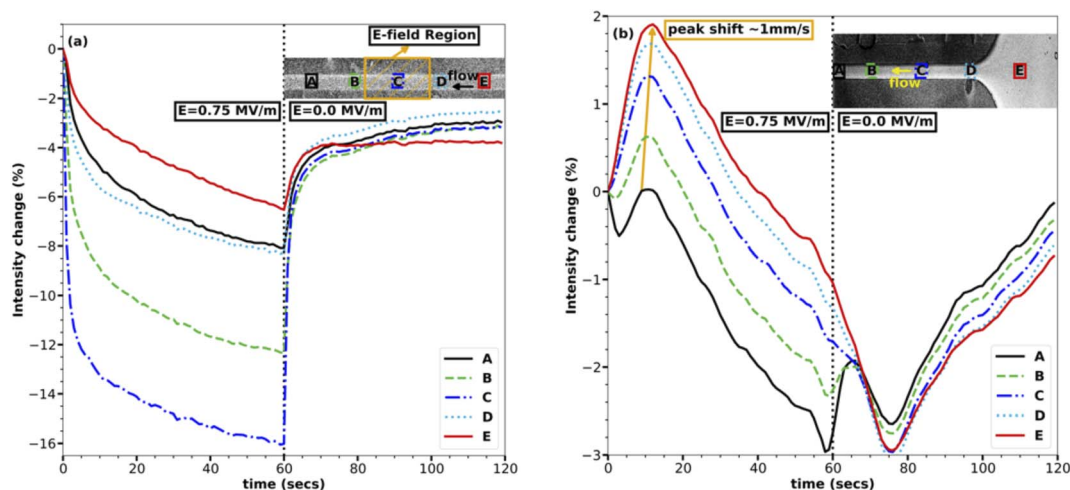 (a)
E-field Region
A
B
C
D
flow
E
E=0.75 MV/m
E=0.0 MV/m
0
−2
−4
−6
−8
−10
−12
−14
−16
Intensity change (%)
A
B
C
D
E
0
20
40
60
80
100
120
time (secs)
(b)
peak shift ~1mm/s
A
B
C
D
E
flow
E=0.75 MV/m
E=0.0 MV/m
2
1
0
−1
−2
−3
Intensity change (%)
A
B
C
D
E
0
20
40
60
80
100
120
time (secs)